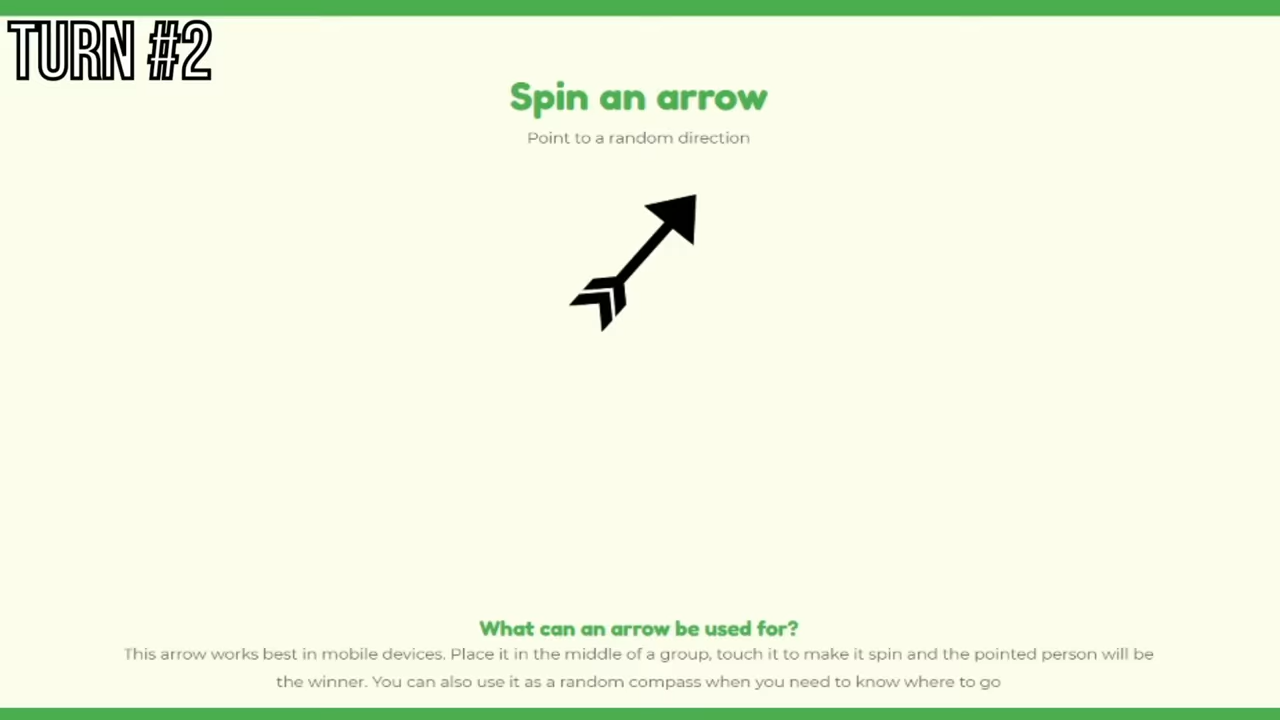 TURN #2
Spin an arrow
Point to a random direction
What can an arrow be used for?
This arrow works best in mobile devices. Place it in the middle of a group, touch it to make it spin and the pointed person will be
the winner. You can also use it as a random compass when you need to know where to go